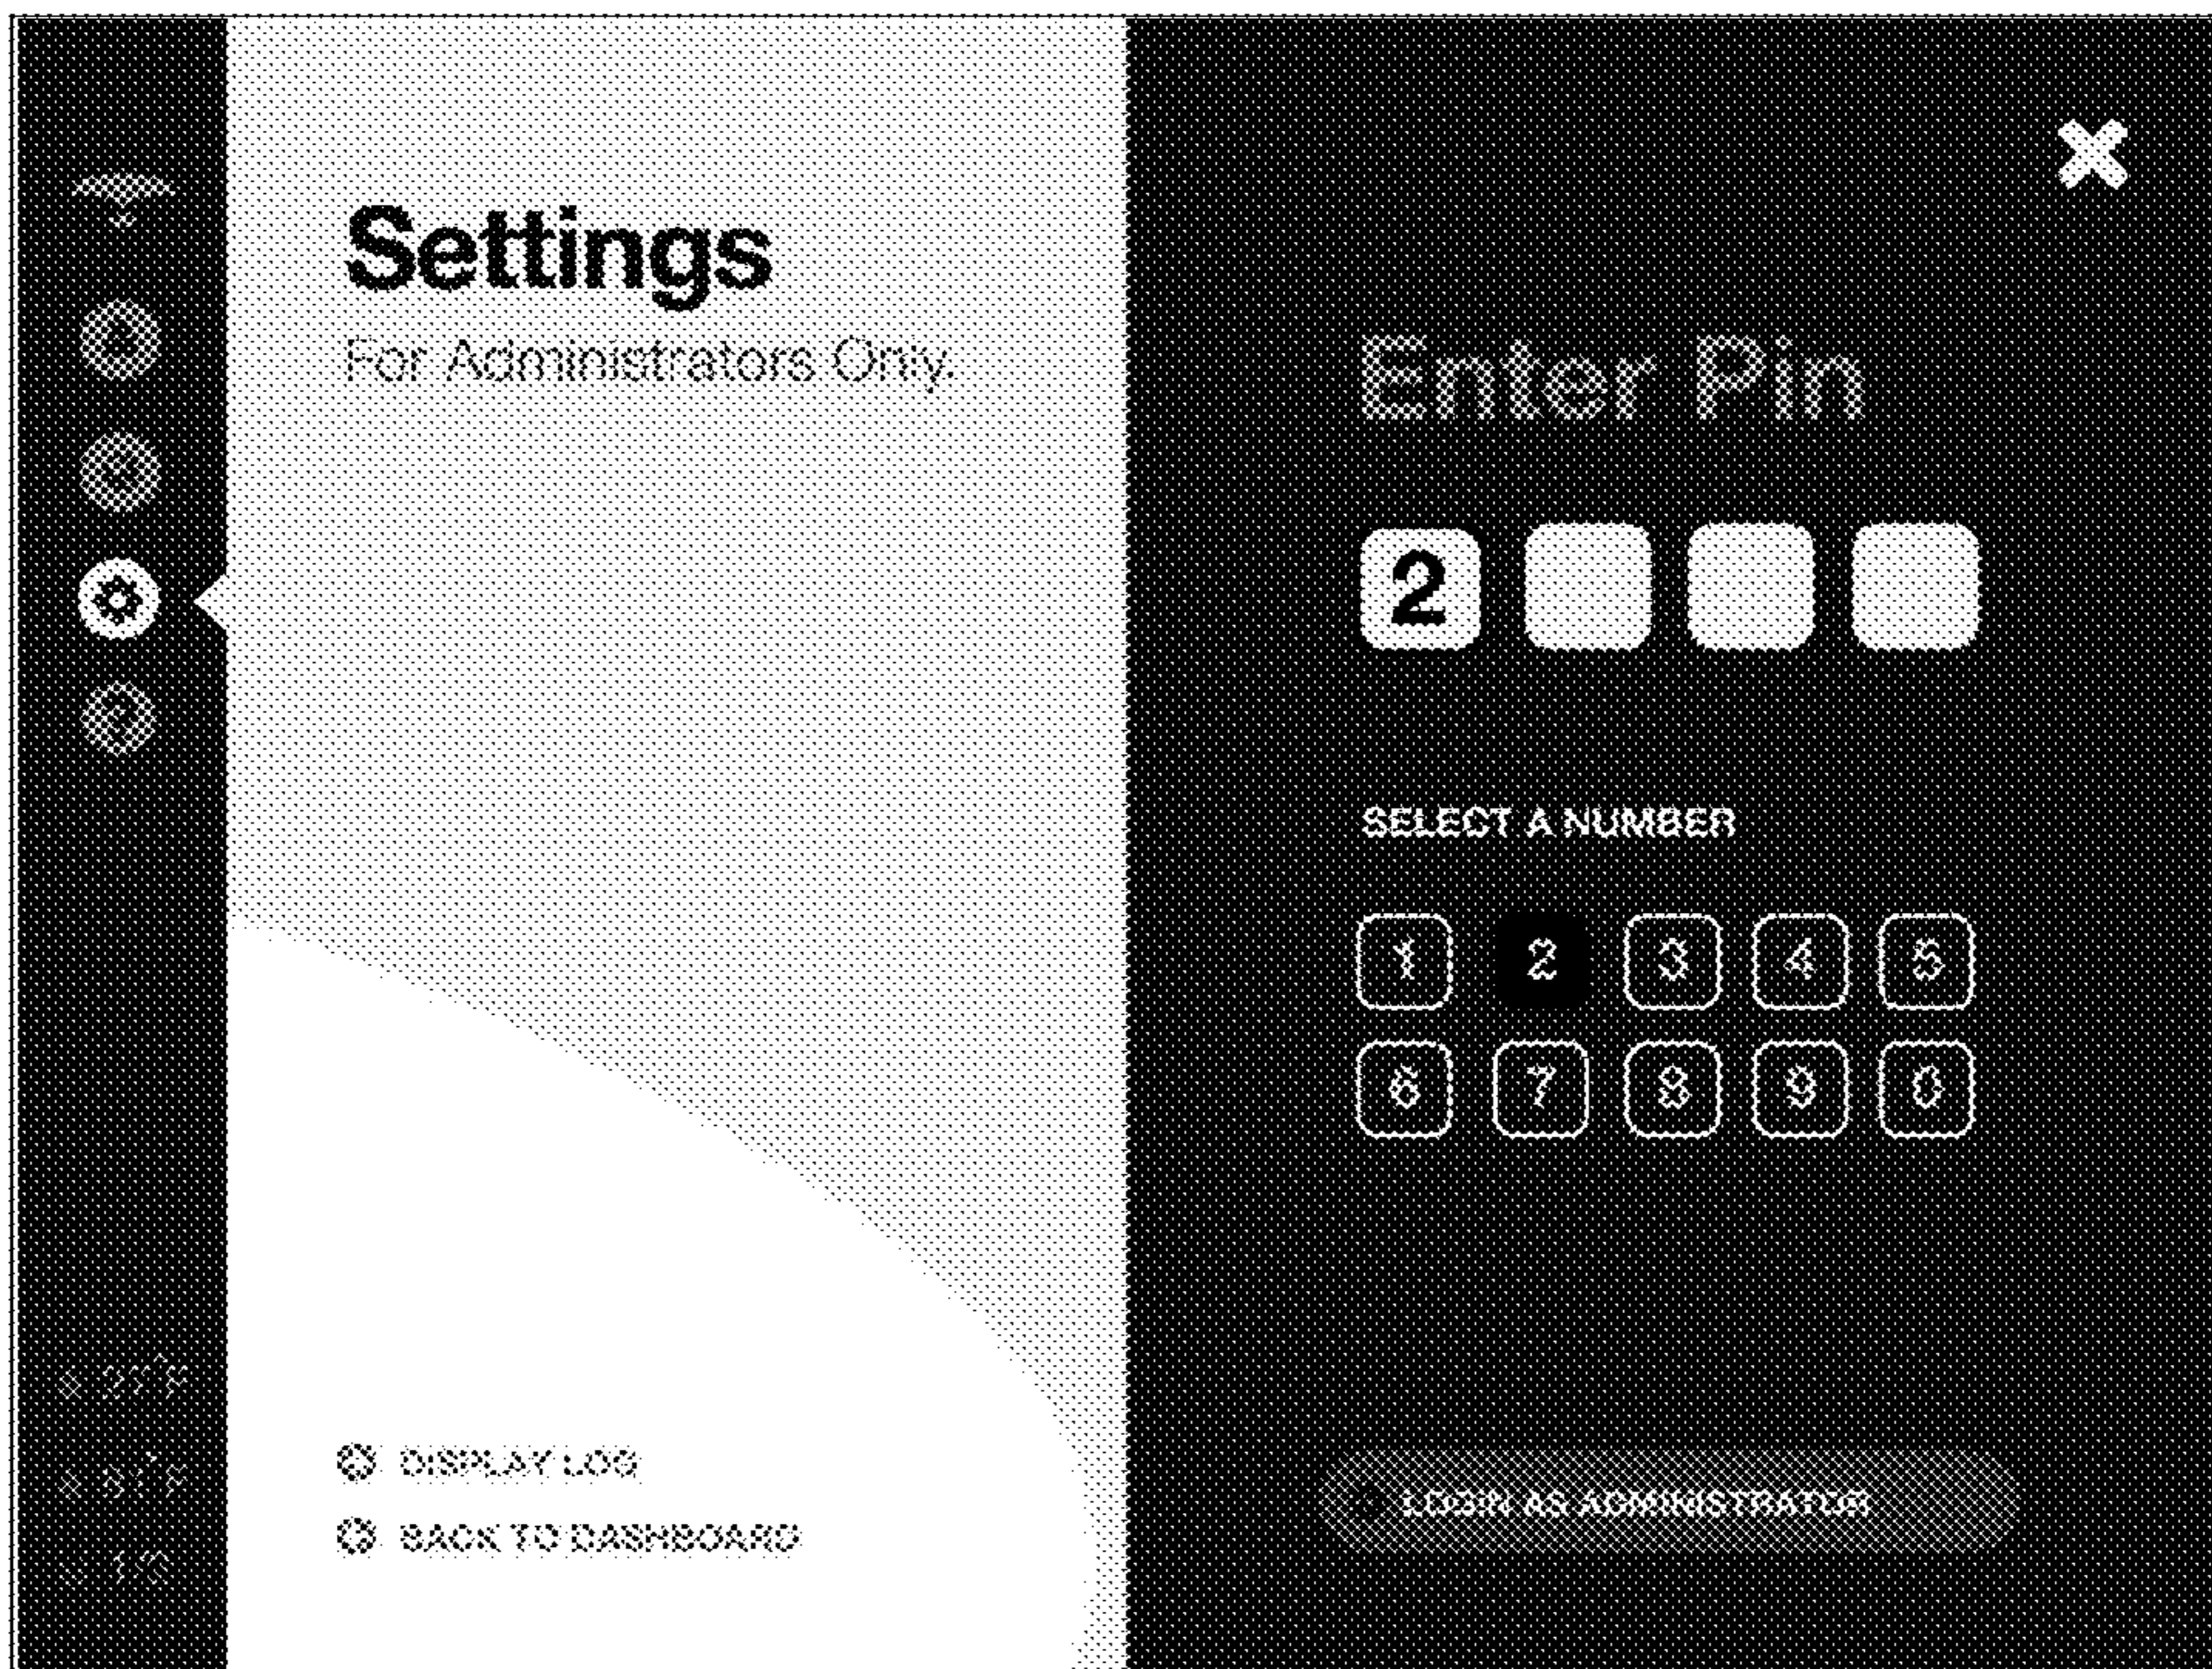 Settings
For Administrators Only.
DISPLAY LOG
BACK TO DASHBOARD
Enter Pin
2
SELECT A NUMBER
1 2 3 4 5
6 7 8 9 0
LOGIN AS ADMINISTRATOR